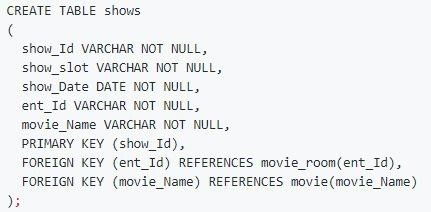 CREATE TABLE shows
(
  show_Id VARCHAR NOT NULL,
  show_slot VARCHAR NOT NULL,
  show_Date DATE NOT NULL,
  ent_Id VARCHAR NOT NULL,
  movie_Name VARCHAR NOT NULL,
  PRIMARY KEY (show_Id),
  FOREIGN KEY (ent_Id) REFERENCES movie_room(ent_Id),
  FOREIGN KEY (movie_Name) REFERENCES movie(movie_Name)
);